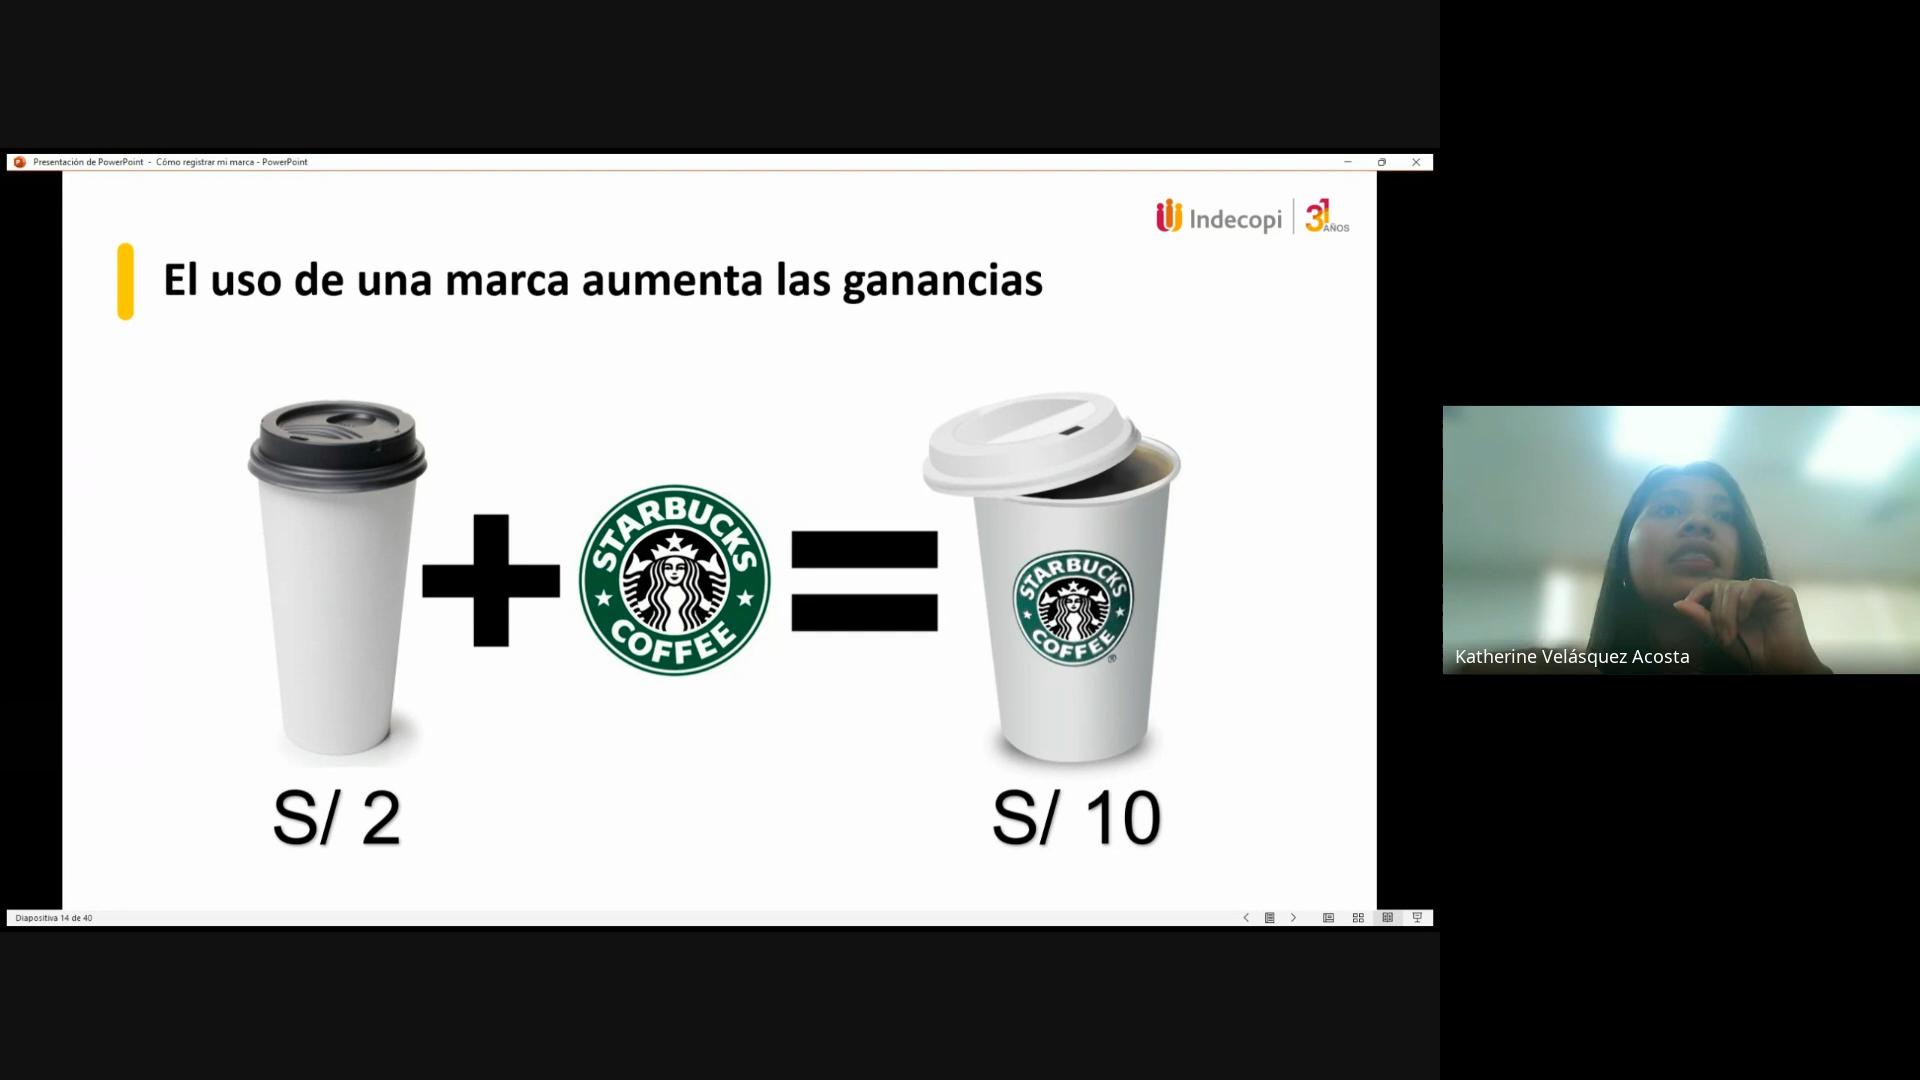 Presentación de PowerPoint - Cómo registrar mi marca - PowerPoint
Indecopi
31 AÑOS
El uso de una marca aumenta las ganancias
STARBUCKS
COFFEE
STARBUCKS
COFFEE
®
S/ 2
S/ 10
Katherine Velásquez Acosta
Diapositiva 14 de 40